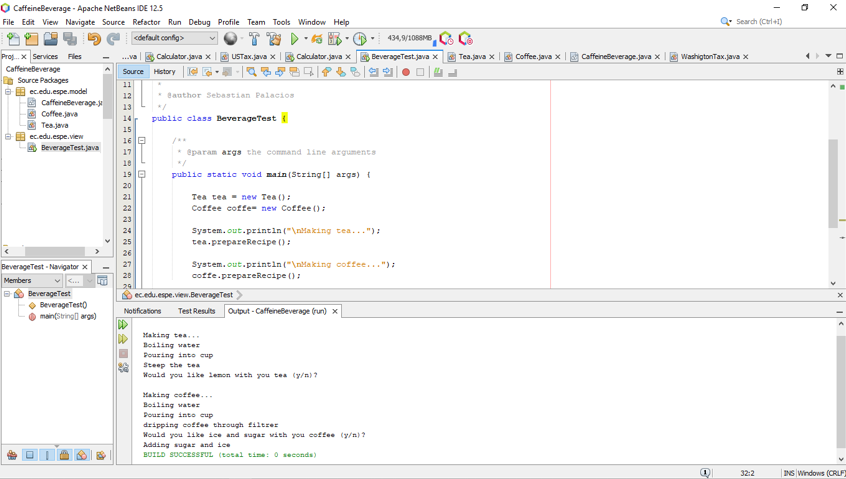 CaffeineBeverage - Apache NetBeans IDE 12.5
File Edit View Navigate Source Refactor Run Debug Profile Team Tools Window Help
Search (Ctrl+I)
<default config>
434,9/1088MB
Proj... Services Files
...va Calculator.java USTax.java Calculator.java BeverageTest.java Tea.java Coffee.java CaffeineBeverage.java WashigtonTax.java
Source History
CaffeineBeverage
Source Packages
ec.edu.espe.model
CaffeineBeverage.ja
Coffee.java
Tea.java
ec.edu.espe.view
BeverageTest.java
11 *
12 * @author Sebastian Palacios
13 */
14 public class BeverageTest {
15
16 /**
17 * @param args the command line arguments
18 */
19 public static void main(String[] args) {
20
21 Tea tea = new Tea();
22 Coffee coffe= new Coffee();
23
24 System.out.println("\nMaking tea...");
25 tea.prepareRecipe();
26
27 System.out.println("\nMaking coffee...");
28 coffe.prepareRecipe();
29
ec.edu.espe.view.BeverageTest
BeverageTest - Navigator
Members <...
BeverageTest
BeverageTest()
main(String[] args)
Notifications Test Results Output - CaffeineBeverage (run)
Making tea...
Boiling water
Pouring into cup
Steep the tea
Would you like lemon with you tea (y/n)?
Making coffee...
Boiling water
Pouring into cup
dripping coffee through filtrer
Would you like ice and sugar with you coffee (y/n)?
Adding sugar and ice
BUILD SUCCESSFUL (total time: 0 seconds)
32:2 INS Windows (CRLF)